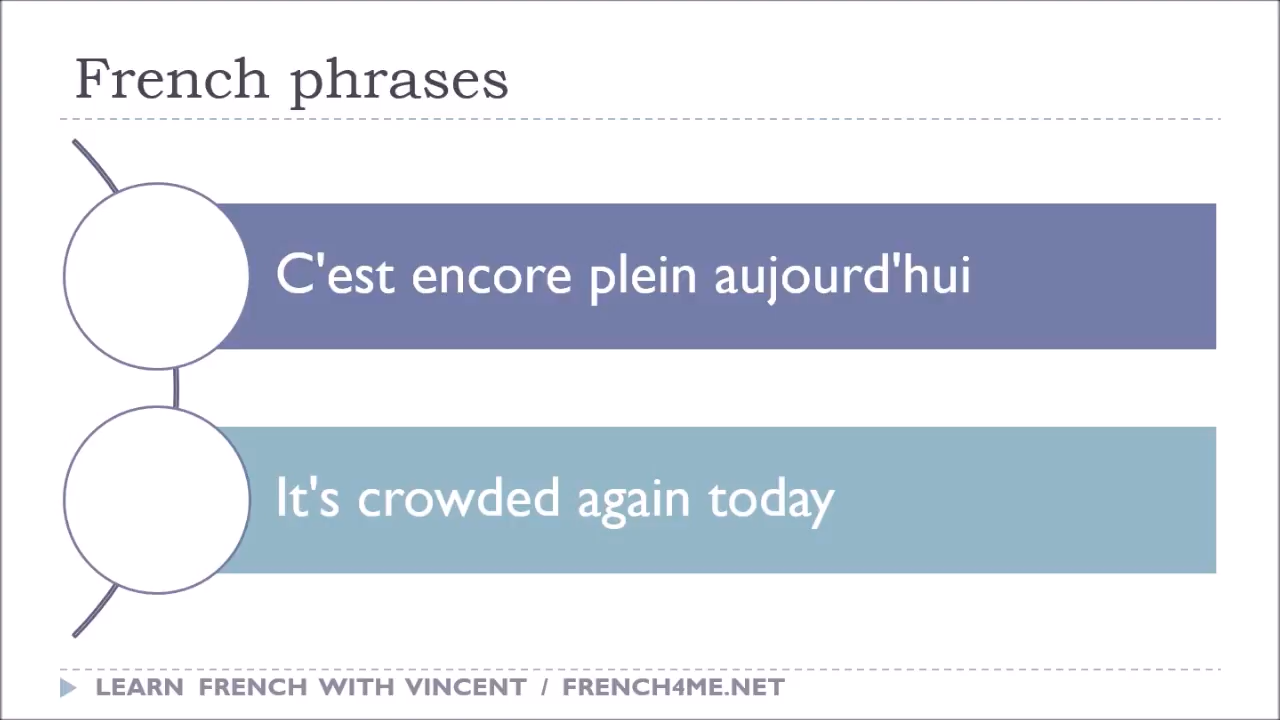 French phrases
C'est encore plein aujourd'hui
It's crowded again today
LEARN FRENCH WITH VINCENT / FRENCH4ME.NET